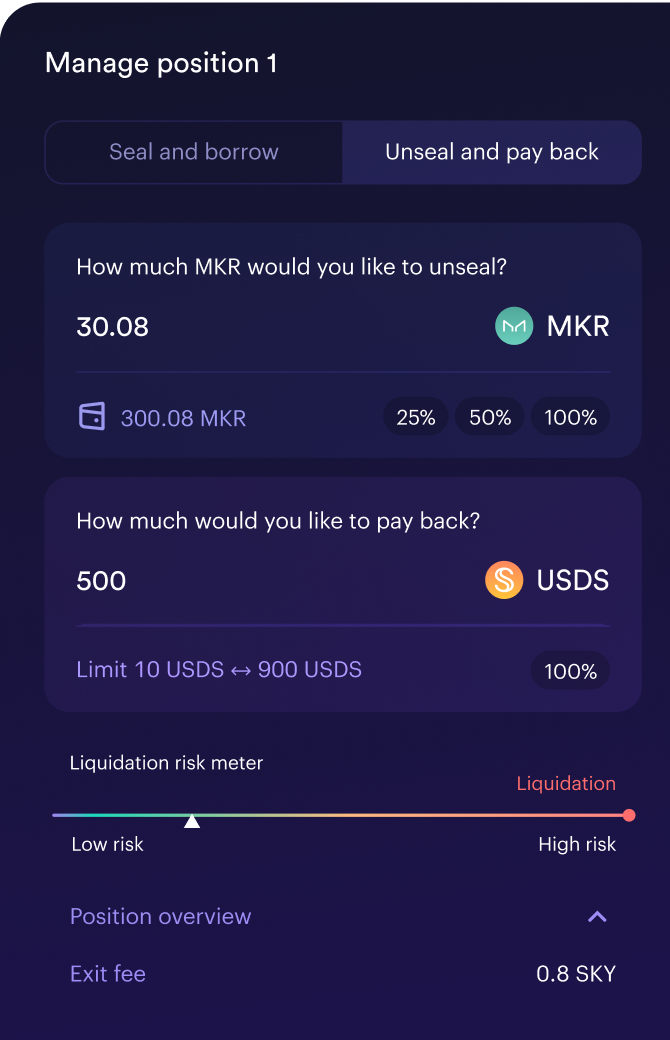 Manage position 1
Seal and borrow
Unseal and pay back
How much MKR would you like to unseal?
30.08
MKR
300.08 MKR
25%
50%
100%
How much would you like to pay back?
500
USDS
Limit 10 USDS ↔ 900 USDS
100%
Liquidation risk meter
Liquidation
Low risk
High risk
Position overview
Exit fee
0.8 SKY